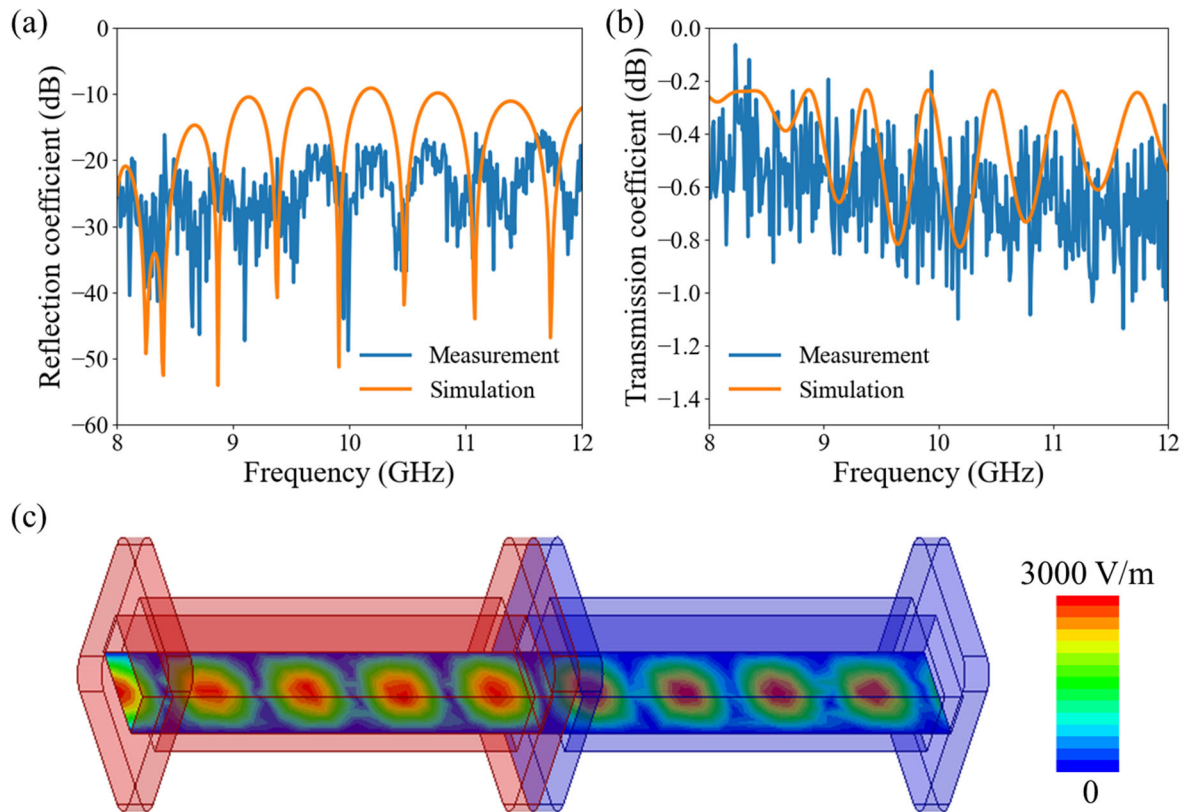 (a)
Reflection coefficient (dB)
0
−10
−20
−30
−40
−50
−60
8
9
10
11
12
Frequency (GHz)
Measurement
Simulation
(b)
Transmission coefficient (dB)
0.0
−0.2
−0.4
−0.6
−0.8
−1.0
−1.2
−1.4
8
9
10
11
12
Frequency (GHz)
Measurement
Simulation
(c)
3000 V/m
0